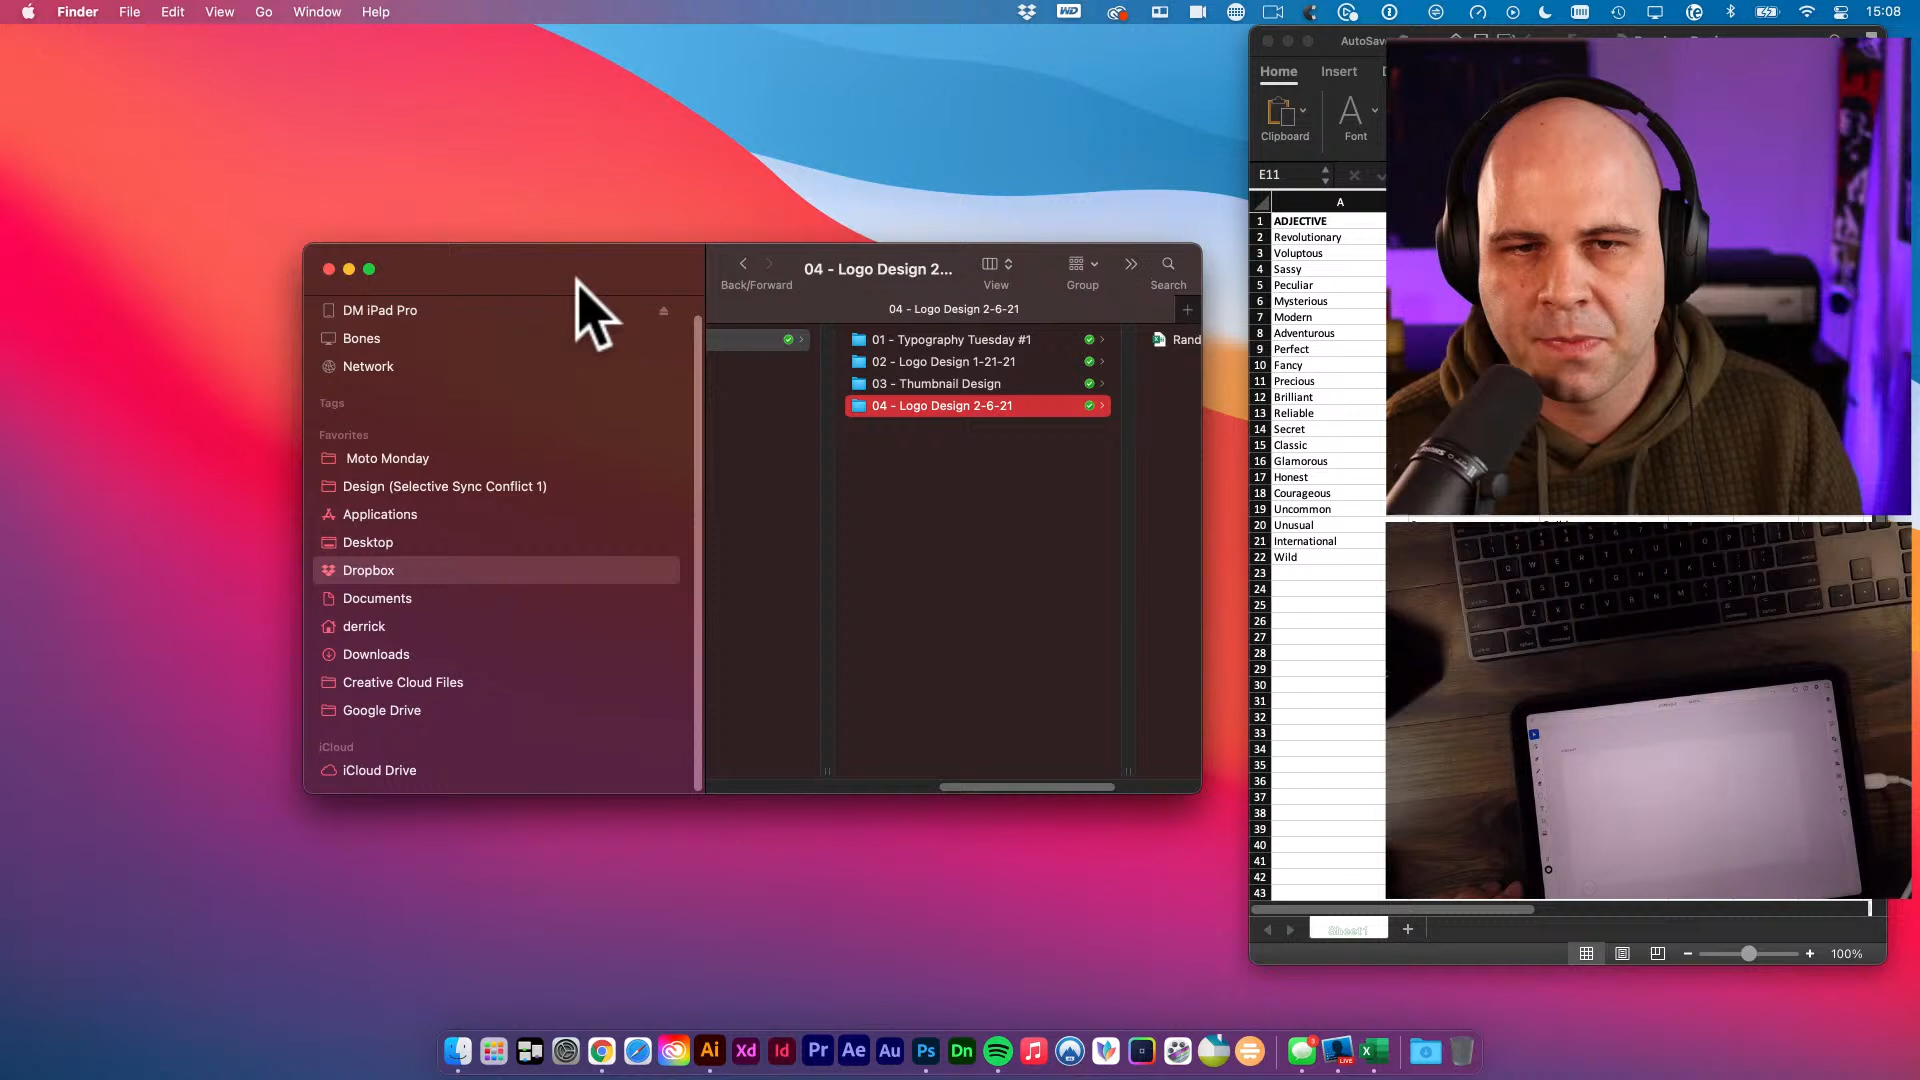 Finder File Edit View Go Window Help
WD
15:08
AutoSav
Home Insert D
Clipboard
Font
E11
04 - Logo Design 2...
Back/Forward
View
Group
Search
04 - Logo Design 2-6-21
DM iPad Pro
Bones
Network
Tags
Favorites
Moto Monday
Design (Selective Sync Conflict 1)
Applications
Desktop
Dropbox
Documents
derrick
Downloads
Creative Cloud Files
Google Drive
iCloud
iCloud Drive
01 - Typography Tuesday #1
02 - Logo Design 1-21-21
03 - Thumbnail Design
04 - Logo Design 2-6-21
Rand
A
1 ADJECTIVE
2 Revolutionary
3 Voluptous
4 Sassy
5 Peculiar
6 Mysterious
7 Modern
8 Adventurous
9 Perfect
10 Fancy
11 Precious
12 Brilliant
13 Reliable
14 Secret
15 Classic
16 Glamorous
17 Honest
18 Courageous
19 Uncommon
20 Unusual
21 International
22 Wild
23
24
25
26
27
28
29
30
31
32
33
34
35
36
37
38
39
40
41
42
43
Sheet1
100%
Ai Xd Id Pr Ae Au Ps Dn
LIVE
X